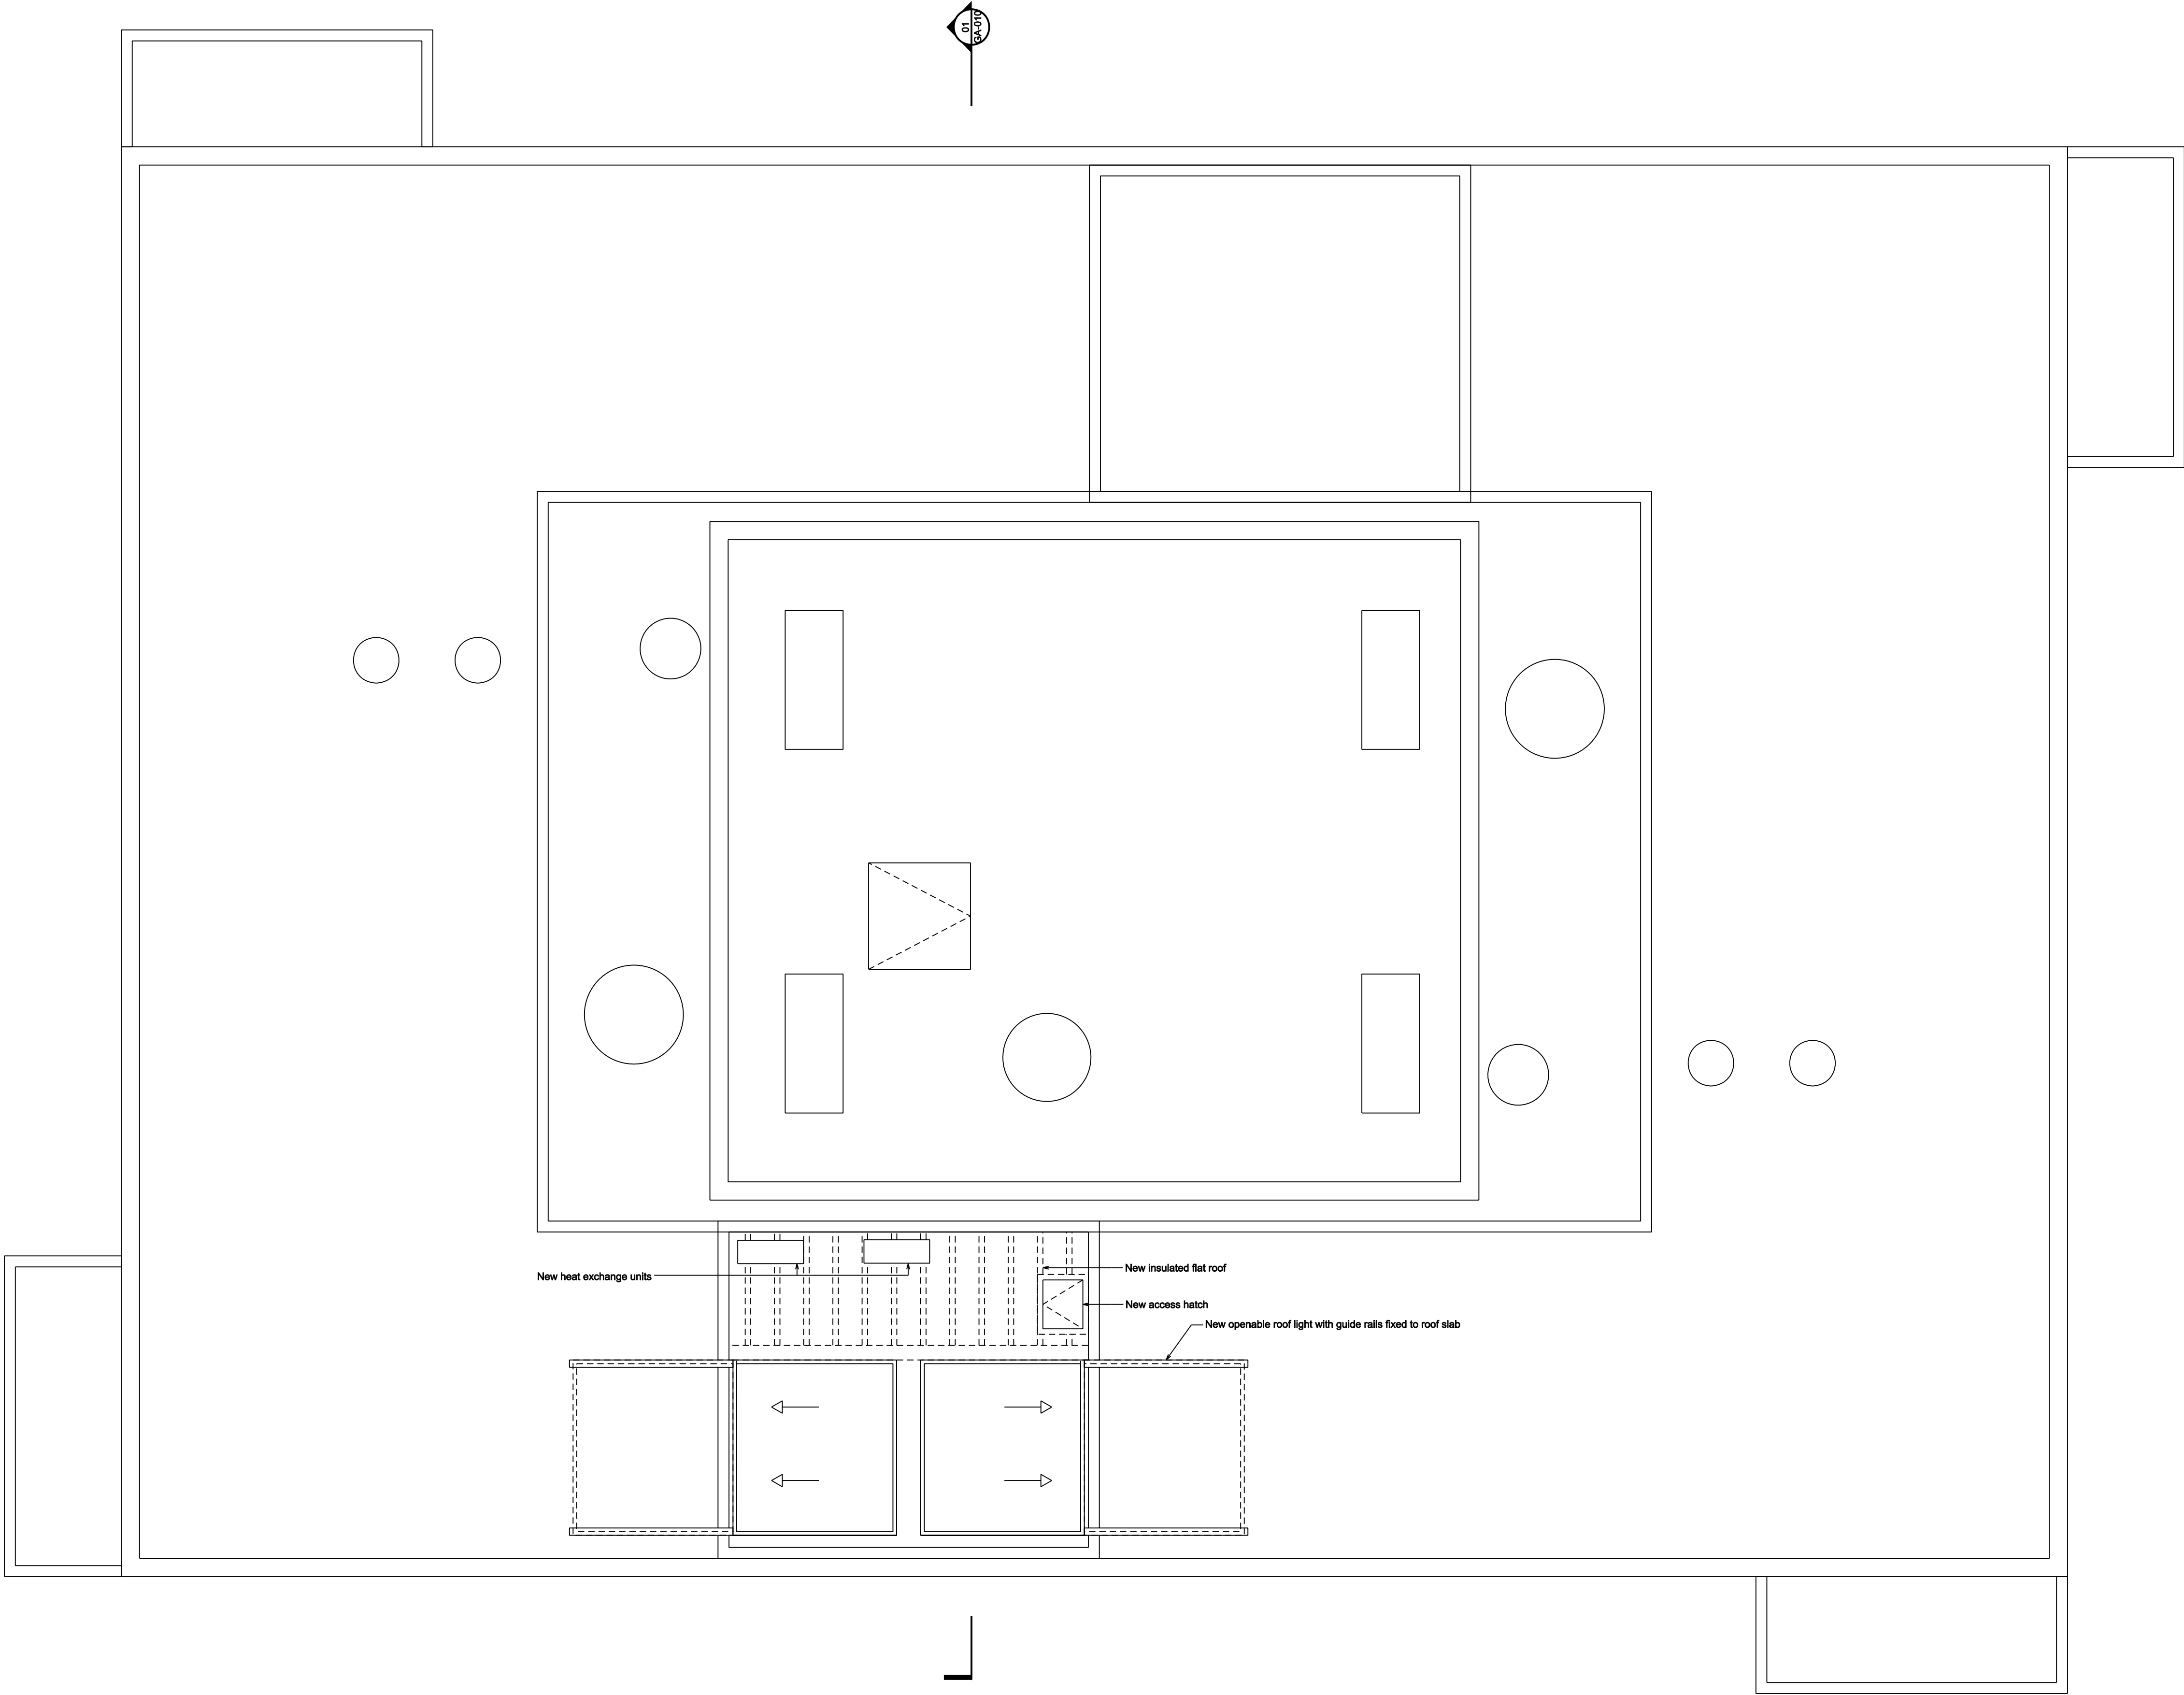 01
GA-010
New heat exchange units
New insulated flat roof
New access hatch
New openable roof light with guide rails fixed to roof slab